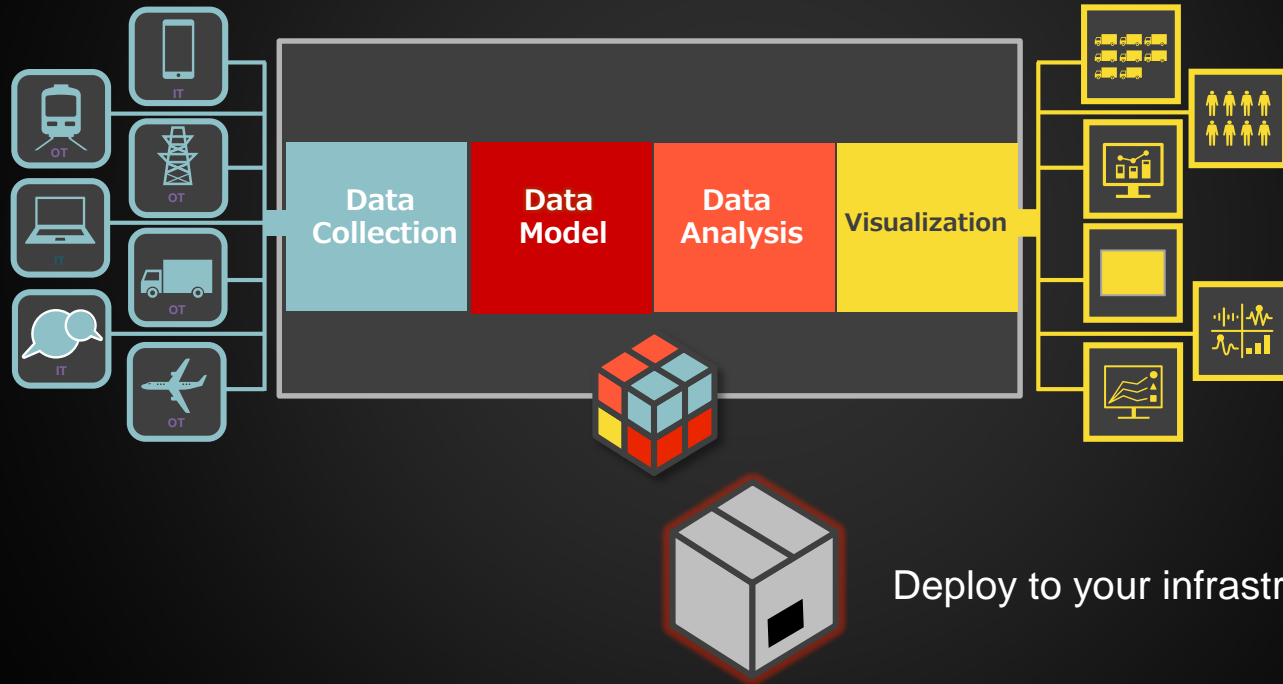 IT
OT
OT
IT
OT
IT
OT
Data
Collection
Data
Model
Data
Analysis
Visualization
Deploy to your infrastr